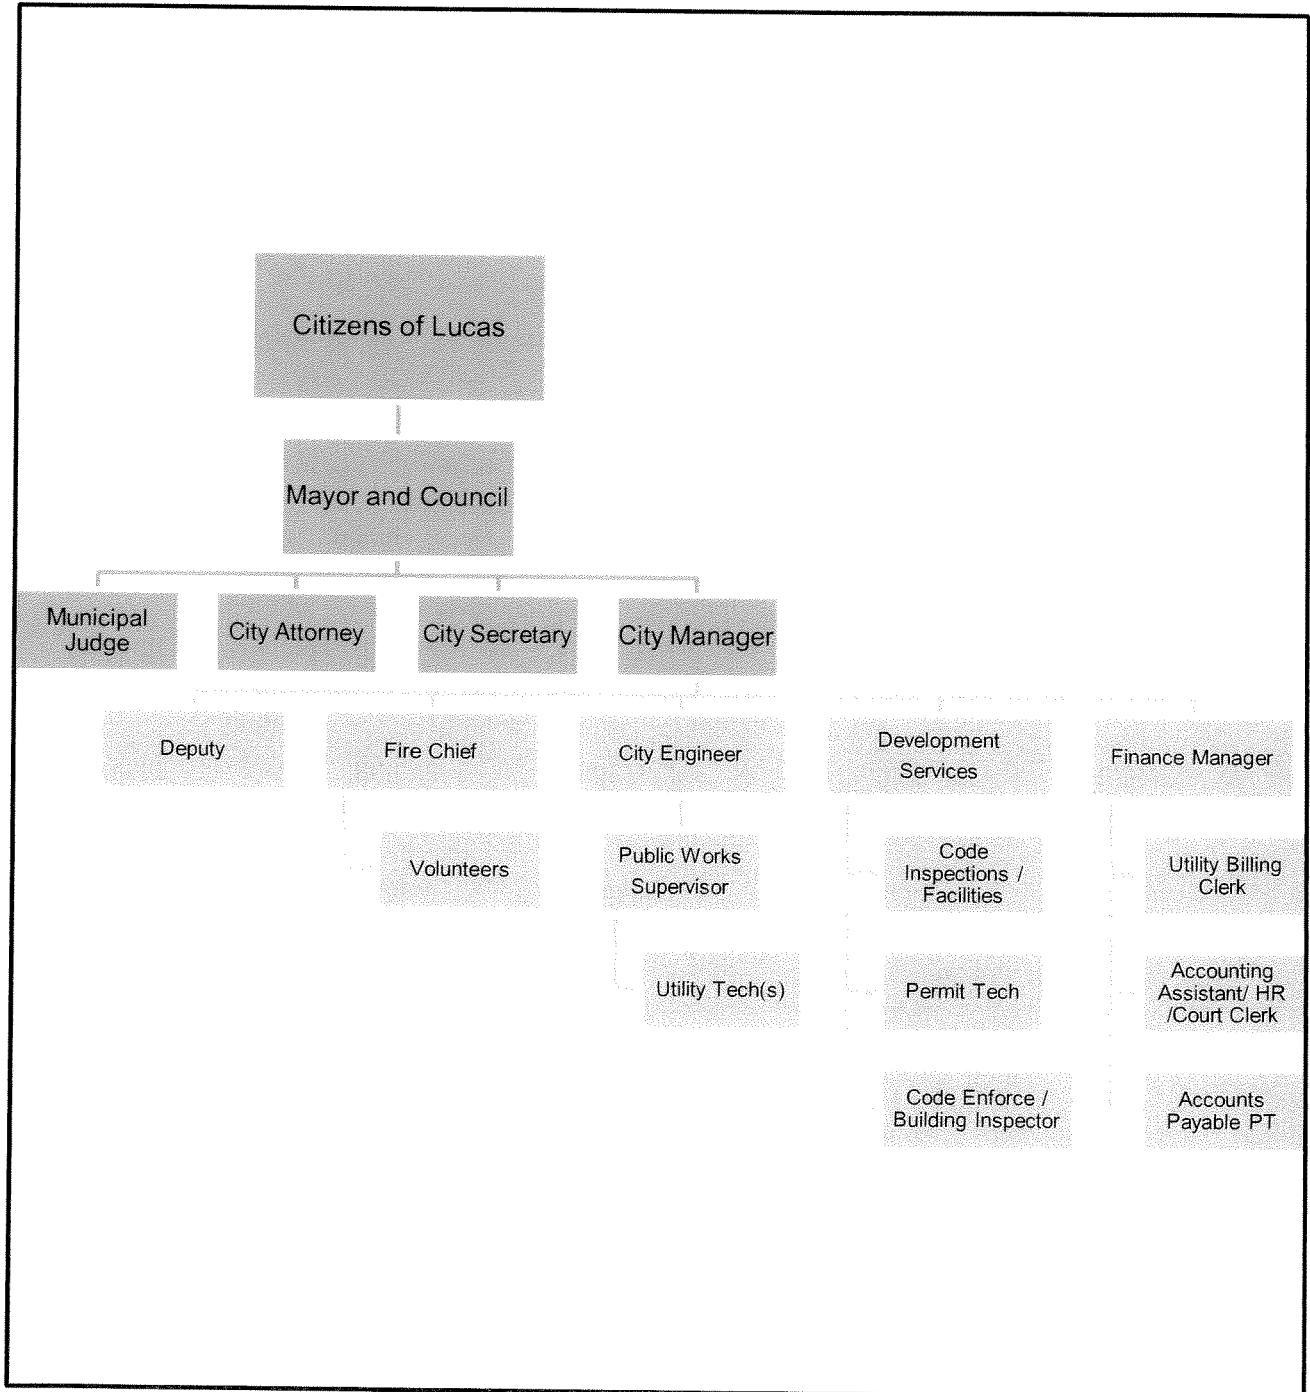 Citizens of Lucas
Mayor and Council
Municipal
Judge
City Attorney
City Secretary
City Manager
Deputy
Fire Chief
City Engineer
Development
Services
Finance Manager
Volunteers
Public Works
Supervisor
Code
Inspections /
Facilities
Utility Billing
Clerk
Utility Tech(s)
Permit Tech
Accounting
Assistant/ HR
/Court Clerk
Code Enforce /
Building Inspector
Accounts
Payable PT